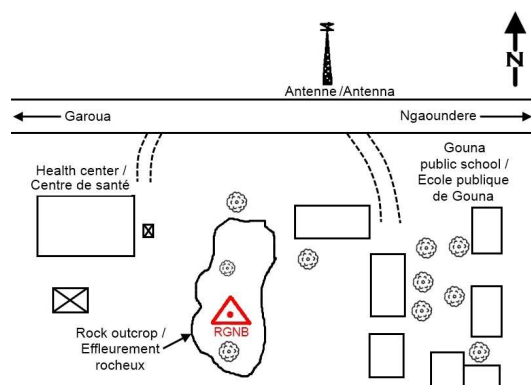 N
Antenne /Antenna
Garoua
Ngaoundere
Health center /
Centre de santé
Gouna
public school /
Ecole publique
de Gouna
RGNB
Rock outcrop /
Effleurement
rocheux